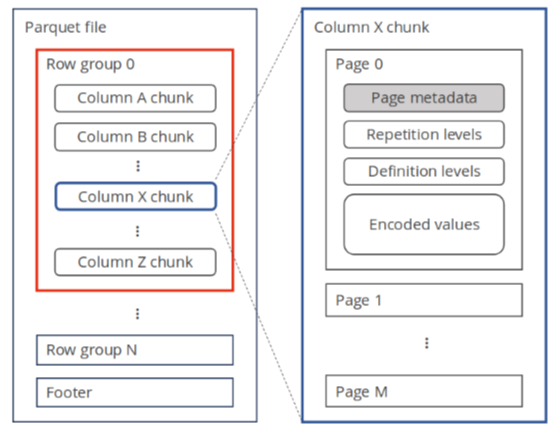 Parquet file
Row group 0
Column A chunk
Column B chunk
Column X chunk
Column Z chunk
Row group N
Footer
Column X chunk
Page 0
Page metadata
Repetition levels
Definition levels
Encoded values
Page 1
Page M